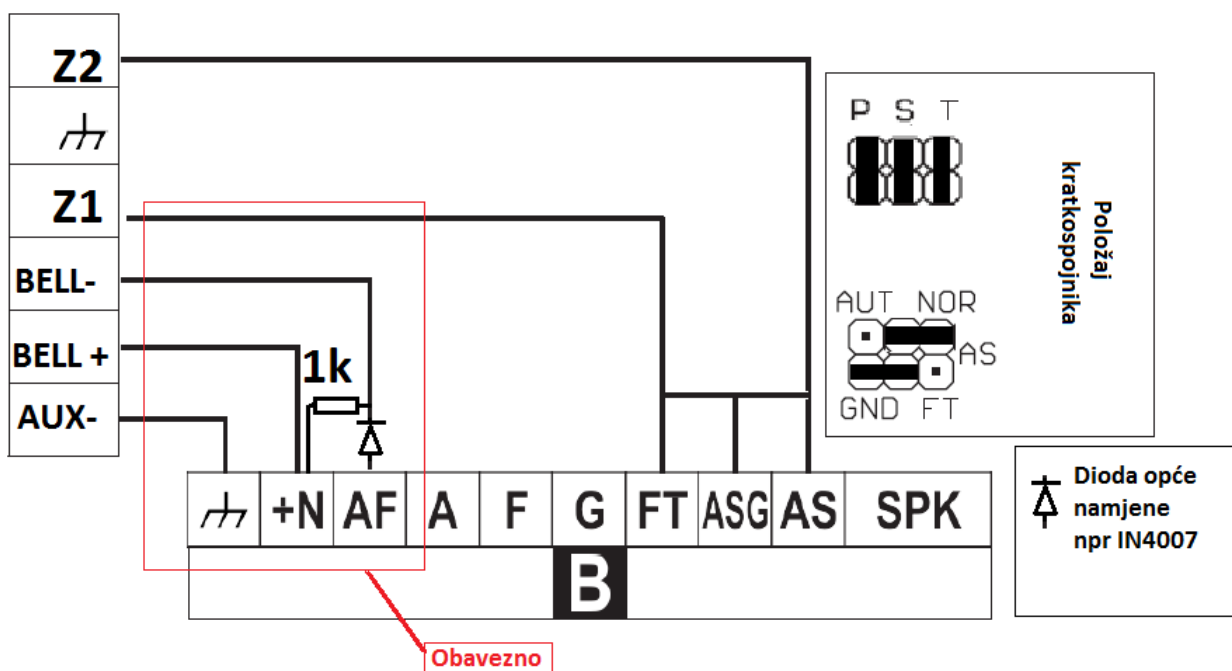 Z2
Z1
BELL-
BELL +
AUX-
1k
+N AF A F G FT ASG AS SPK
B
Obavezno
P S T
Položaj
kratkospojnika
AUT NOR
AS
GND FT
Dioda opće
namjene
npr IN4007